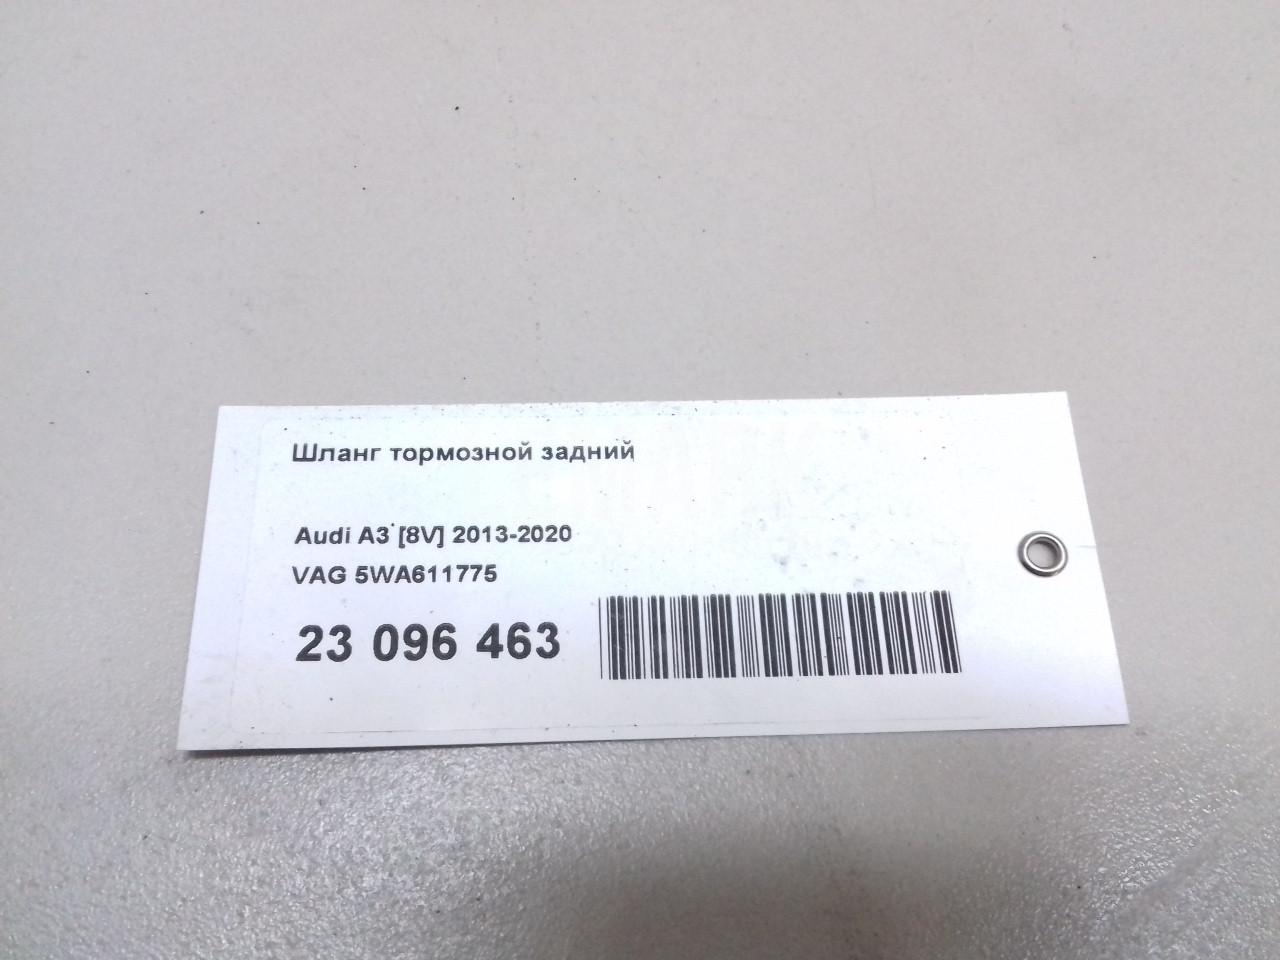 Шланг тормозной задний
Audi A3 [8V] 2013-2020
VAG 5WA611775
23 096 463